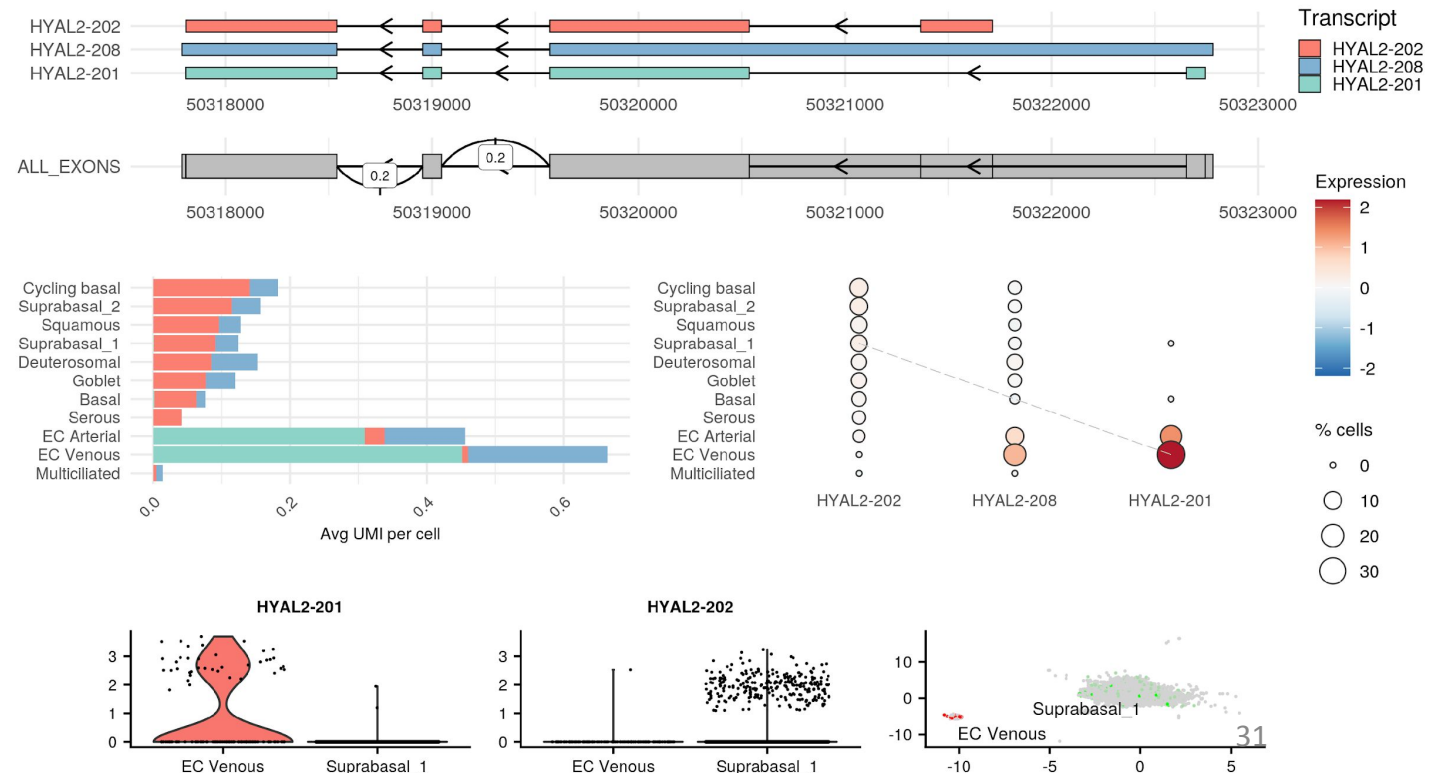 Transcript
HYAL2-202
HYAL2-208
HYAL2-201
HYAL2-202
HYAL2-208
HYAL2-201
50318000 50319000 50320000 50321000 50322000 50323000
ALL_EXONS
0.2
0.2
50318000 50319000 50320000 50321000 50322000 50323000
Expression
2
1
0
-1
-2
Cycling basal
Suprabasal_2
Squamous
Suprabasal_1
Deuterosomal
Goblet
Basal
Serous
EC Arterial
EC Venous
Multiciliated
0.0 0.2 0.4 0.6
Avg UMI per cell
Cycling basal
Suprabasal_2
Squamous
Suprabasal_1
Deuterosomal
Goblet
Basal
Serous
EC Arterial
EC Venous
Multiciliated
HYAL2-202 HYAL2-208 HYAL2-201
% cells
0
10
20
30
HYAL2-201
3
2
1
0
EC Venous Suprabasal_1
HYAL2-202
3
2
1
0
EC Venous Suprabasal_1
10
0
-10
Suprabasal_1
EC Venous
-10 -5 0 5
31